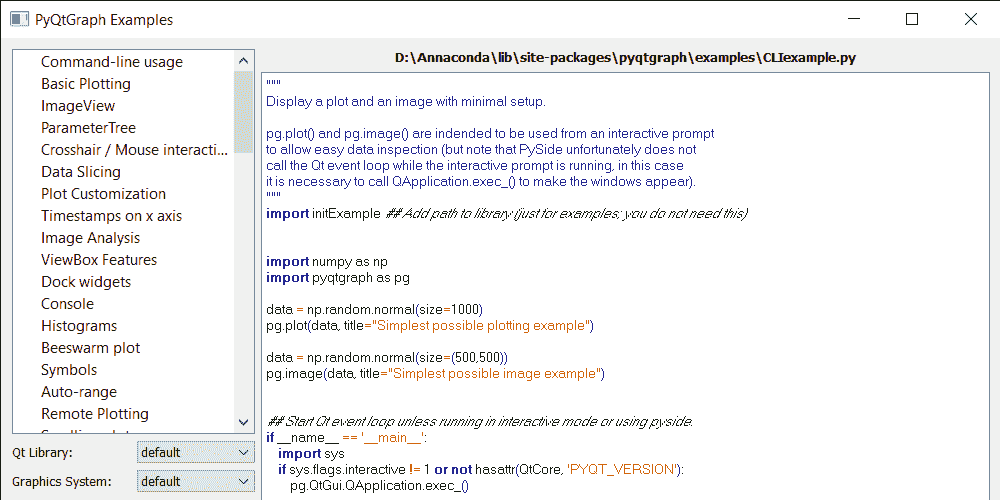 PyQtGraph Examples
Command-line usage
Basic Plotting
ImageView
ParameterTree
Crosshair / Mouse interacti...
Data Slicing
Plot Customization
Timestamps on x axis
Image Analysis
ViewBox Features
Dock widgets
Console
Histograms
Beeswarm plot
Symbols
Auto-range
Remote Plotting
Qt Library:
default
Graphics System:
default
D:\Annaconda\lib\site-packages\pyqtgraph\examples\CLIexample.py
"""
Display a plot and an image with minimal setup.
pg.plot() and pg.image() are indended to be used from an interactive prompt
to allow easy data inspection (but note that PySide unfortunately does not
call the Qt event loop while the interactive prompt is running, in this case
it is necessary to call QApplication.exec_() to make the windows appear).
"""
import initExample ## Add path to library (just for examples; you do not need this)
import numpy as np
import pyqtgraph as pg
data = np.random.normal(size=1000)
pg.plot(data, title="Simplest possible plotting example")
data = np.random.normal(size=(500,500))
pg.image(data, title="Simplest possible image example")
## Start Qt event loop unless running in interactive mode or using pyside.
if __name__ == '__main__':
import sys
if sys.flags.interactive != 1 or not hasattr(QtCore, 'PYQT_VERSION'):
pg.QtGui.QApplication.exec_()